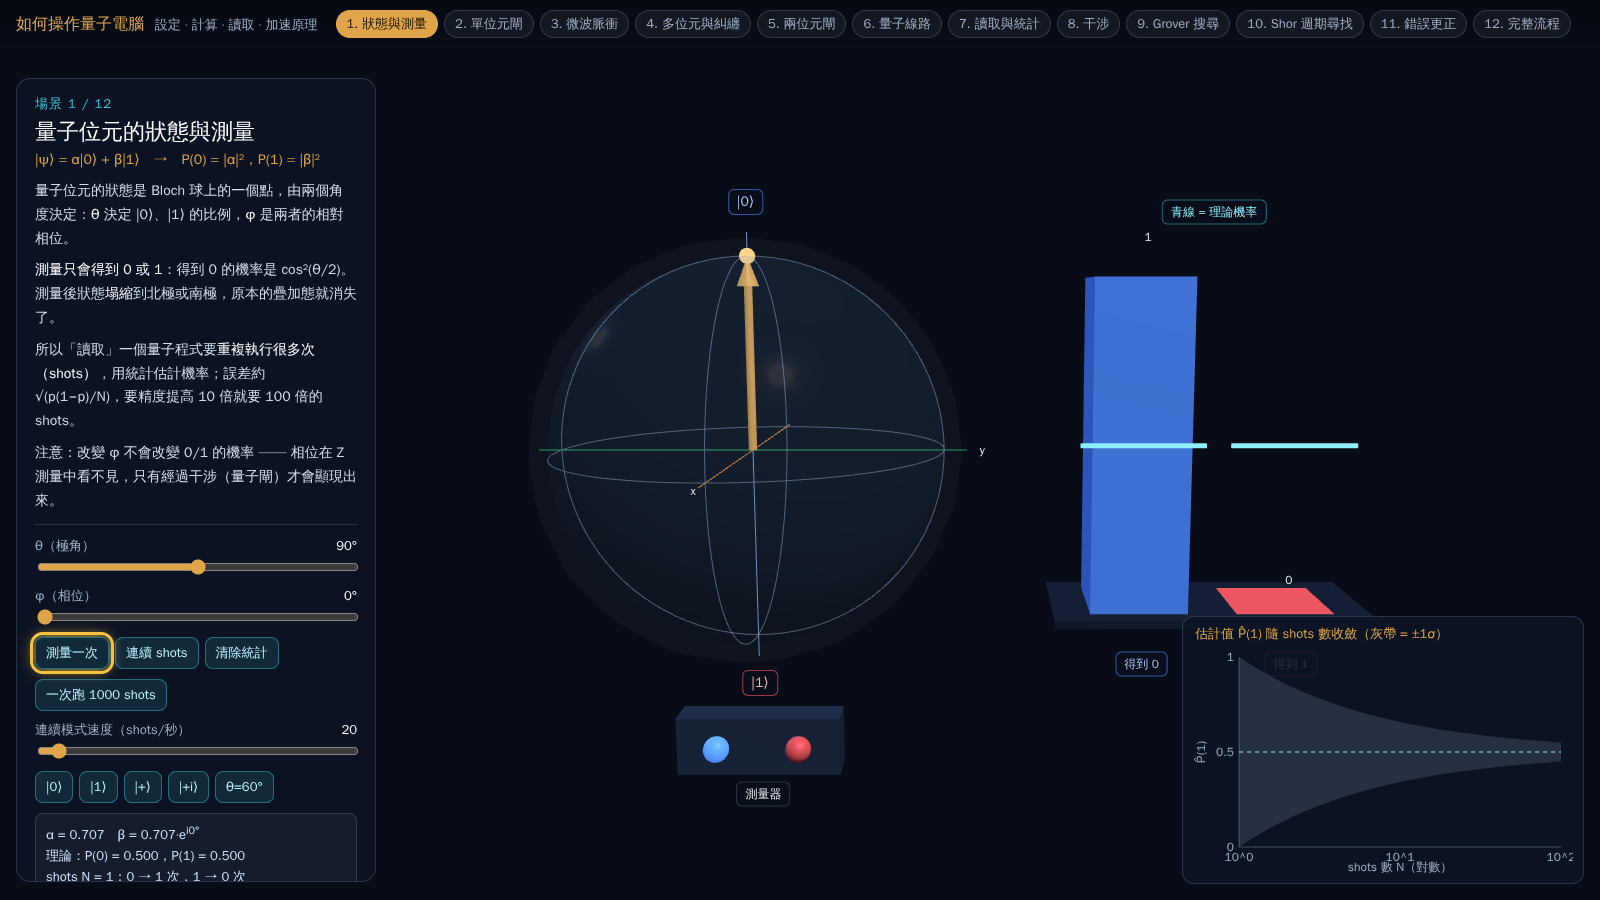 如何操作量子電腦
設定 · 計算 · 讀取 · 加速原理
1. 狀態與測量
2. 單位元閘
3. 微波脈衝
4. 多位元與糾纏
5. 兩位元閘
6. 量子線路
7. 讀取與統計
8. 干涉
9. Grover 搜尋
10. Shor 週期尋找
11. 錯誤更正
12. 完整流程
場景 1 / 12
量子位元的狀態與測量
|ψ⟩ = α|0⟩ + β|1⟩ → P(0) = |α|²，P(1) = |β|²
量子位元的狀態是 Bloch 球上的一個點，由兩個角
度決定：θ 決定 |0⟩、|1⟩ 的比例，φ 是兩者的相對
相位。
測量只會得到 0 或 1：得到 0 的機率是 cos²(θ/2)。
測量後狀態塌縮到北極或南極，原本的疊加態就消失
了。
所以「讀取」一個量子程式要重複執行很多次
（shots），用統計估計機率；誤差約
√(p(1−p)/N)，要精度提高 10 倍就要 100 倍的
shots。
注意：改變 φ 不會改變 0/1 的機率 —— 相位在 Z
測量中看不見，只有經過干涉（量子閘）才會顯現出
來。
θ（極角） 90°
φ（相位） 0°
測量一次
連續 shots
清除統計
一次跑 1000 shots
連續模式速度（shots/秒） 20
|0⟩
|1⟩
|+⟩
|+i⟩
θ=60°
α = 0.707 β = 0.707·e^i0°
理論：P(0) = 0.500，P(1) = 0.500
shots N = 1：0 → 1 次，1 → 0 次
|0⟩
y
x
|1⟩
測量器
青線 = 理論機率
1
0
得到 0
得到 1
估計值 P̂(1) 隨 shots 數收斂（灰帶 = ±1σ）
1
0.5
0
P̂(1)
10^0
10^1
10^2
shots 數 N（對數）